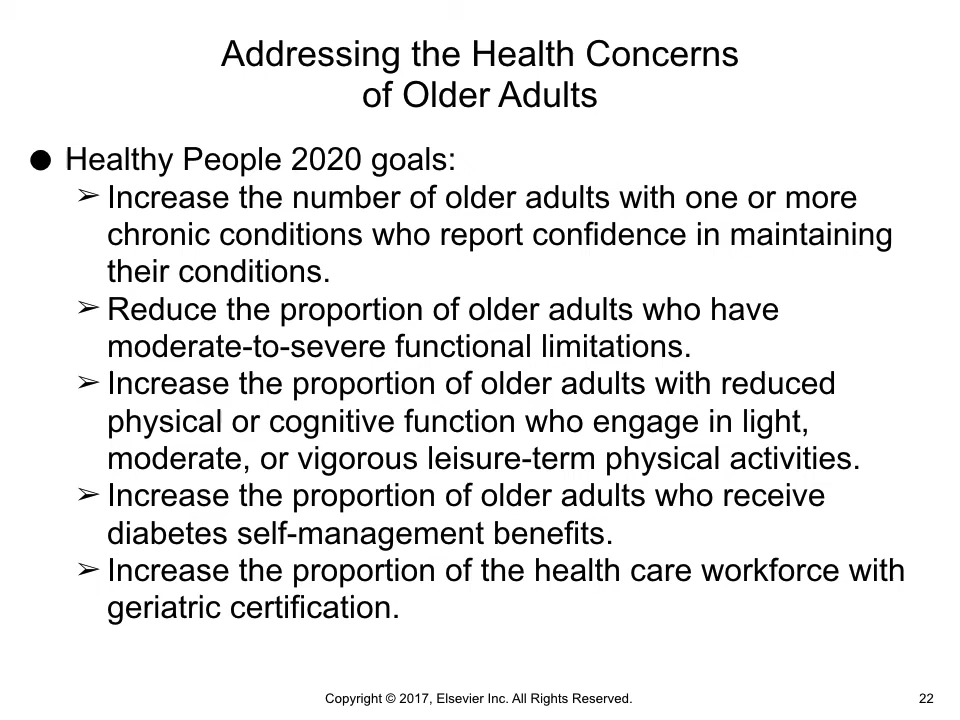 Addressing the Health Concerns
of Older Adults
● Healthy People 2020 goals:
➢ Increase the number of older adults with one or more
chronic conditions who report confidence in maintaining
their conditions.
➢ Reduce the proportion of older adults who have
moderate-to-severe functional limitations.
➢ Increase the proportion of older adults with reduced
physical or cognitive function who engage in light,
moderate, or vigorous leisure-term physical activities.
➢ Increase the proportion of older adults who receive
diabetes self-management benefits.
➢ Increase the proportion of the health care workforce with
geriatric certification.
Copyright © 2017, Elsevier Inc. All Rights Reserved.
22